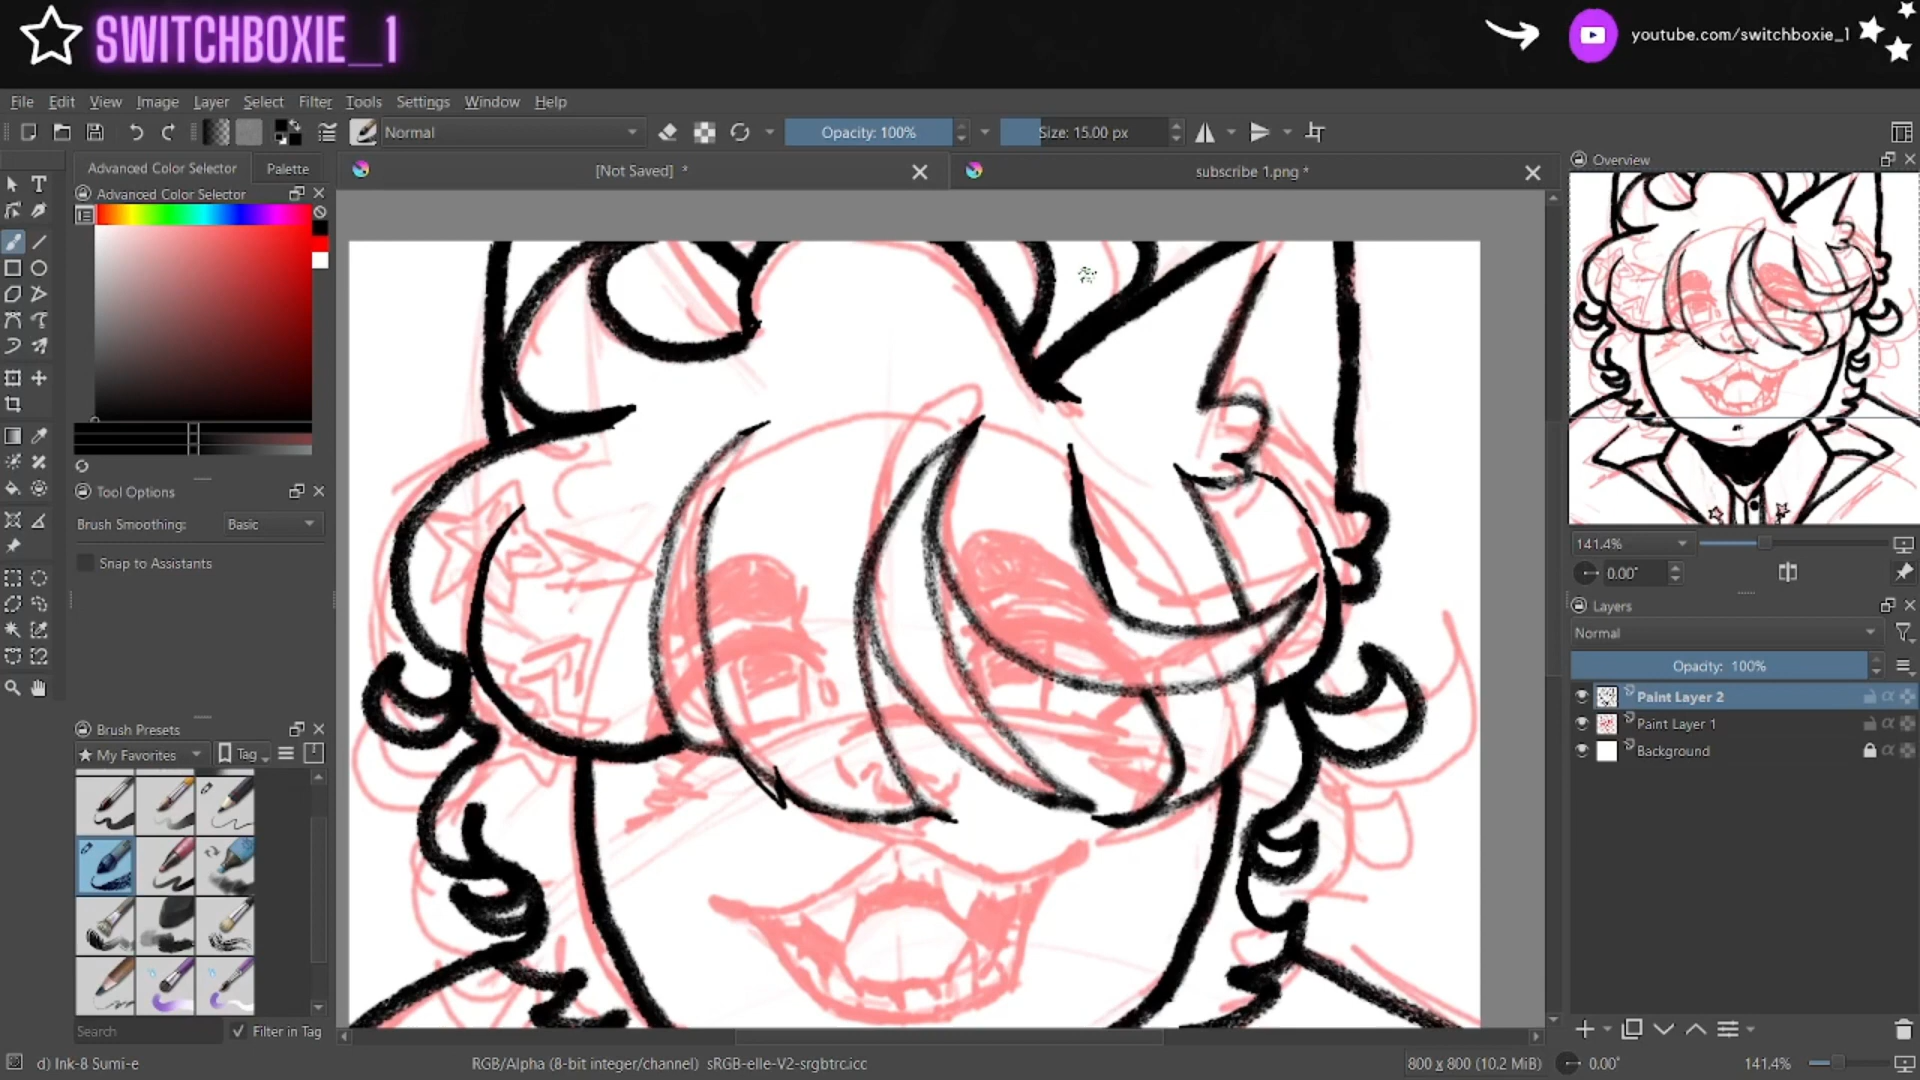 SWITCHBOXIE_1
youtube.com/switchboxie_1
File Edit View Image Layer Select Filter Tools Settings Window Help
Normal
Opacity: 100%
Size: 15.00 px
Advanced Color Selector
Palette
[Not Saved] *
subscribe 1.png *
Overview
Advanced Color Selector
Tool Options
Brush Smoothing:
Basic
Snap to Assistants
141.4%
0.00°
Layers
Normal
Opacity: 100%
Paint Layer 2
Paint Layer 1
Background
Brush Presets
★ My Favorites
Tag
Search
Filter in Tag
d) Ink-8 Sumi-e
RGB/Alpha (8-bit integer/channel) sRGB-elle-V2-srgbtrc.icc
800 x 800 (10.2 MiB)
0.00°
141.4%